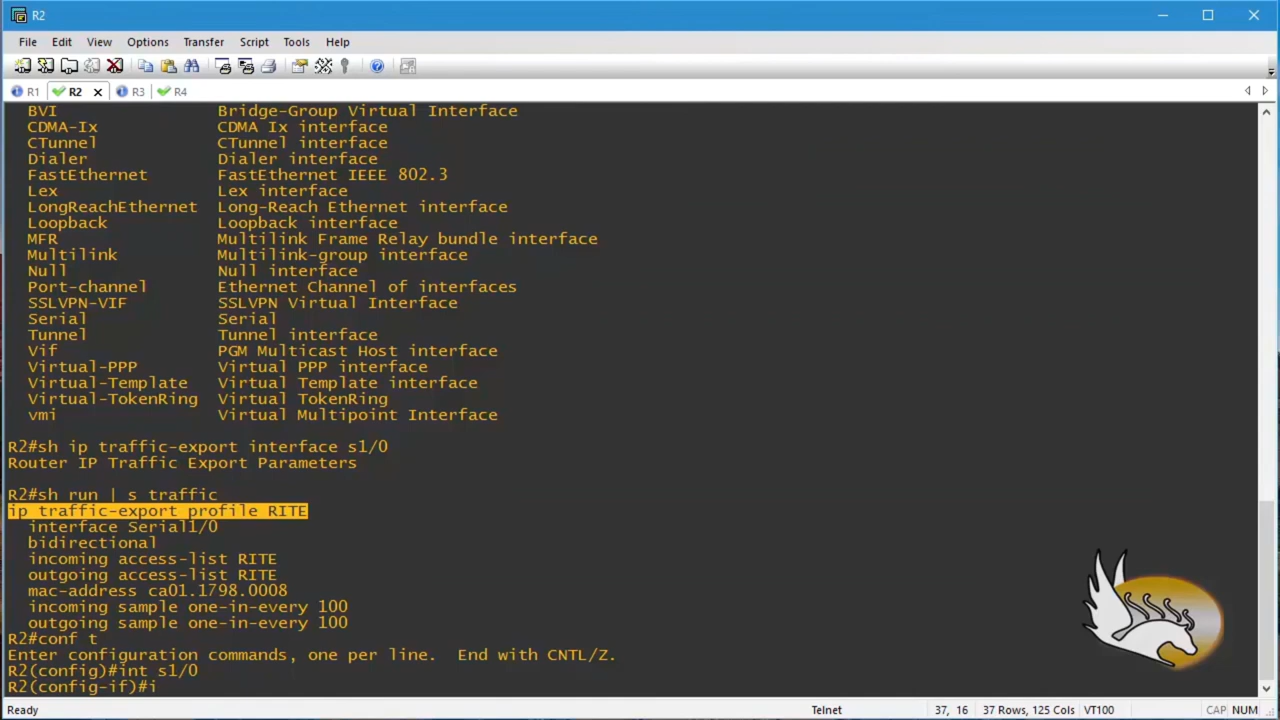 R2
File Edit View Options Transfer Script Tools Help
R1 R2 R3 R4
BVI Bridge-Group Virtual Interface
CDMA-Ix CDMA Ix interface
CTunnel CTunnel interface
Dialer Dialer interface
FastEthernet FastEthernet IEEE 802.3
Lex Lex interface
LongReachEthernet Long-Reach Ethernet interface
Loopback Loopback interface
MFR Multilink Frame Relay bundle interface
Multilink Multilink-group interface
Null Null interface
Port-channel Ethernet Channel of interfaces
SSLVPN-VIF SSLVPN Virtual Interface
Serial Serial
Tunnel Tunnel interface
Vif PGM Multicast Host interface
Virtual-PPP Virtual PPP interface
Virtual-Template Virtual Template interface
Virtual-TokenRing Virtual TokenRing
vmi Virtual Multipoint Interface
R2#sh ip traffic-export interface s1/0
Router IP Traffic Export Parameters
R2#sh run | s traffic
ip traffic-export profile RITE
interface Serial1/0
bidirectional
incoming access-list RITE
outgoing access-list RITE
mac-address ca01.1798.0008
incoming sample one-in-every 100
outgoing sample one-in-every 100
R2#conf t
Enter configuration commands, one per line. End with CNTL/Z.
R2(config)#int s1/0
R2(config-if)#i
Ready Telnet 37, 16 37 Rows, 125 Cols VT100 CAP NUM